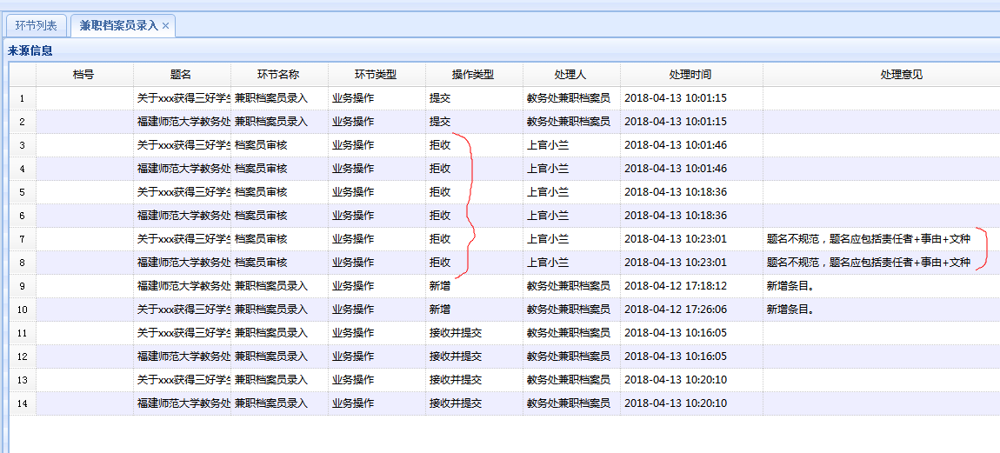 环节列表 兼职档案员录入
来源信息
档号 题名 环节名称 环节类型 操作类型 处理人 处理时间 处理意见
1 关于xxx获得三好学生 兼职档案员录入 业务操作 提交 教务处兼职档案员 2018-04-13 10:01:15
2 福建师范大学教务处 兼职档案员录入 业务操作 提交 教务处兼职档案员 2018-04-13 10:01:15
3 关于xxx获得三好学生 档案员审核 业务操作 拒收 上官小兰 2018-04-13 10:01:46
4 福建师范大学教务处 档案员审核 业务操作 拒收 上官小兰 2018-04-13 10:01:46
5 关于xxx获得三好学生 档案员审核 业务操作 拒收 上官小兰 2018-04-13 10:18:36
6 福建师范大学教务处 档案员审核 业务操作 拒收 上官小兰 2018-04-13 10:18:36
7 关于xxx获得三好学生 档案员审核 业务操作 拒收 上官小兰 2018-04-13 10:23:01 题名不规范，题名应包括责任者+事由+文种
8 福建师范大学教务处 档案员审核 业务操作 拒收 上官小兰 2018-04-13 10:23:01 题名不规范，题名应包括责任者+事由+文种
9 福建师范大学教务处 兼职档案员录入 业务操作 新增 教务处兼职档案员 2018-04-12 17:18:12 新增条目。
10 关于xxx获得三好学生 兼职档案员录入 业务操作 新增 教务处兼职档案员 2018-04-12 17:26:06 新增条目。
11 关于xxx获得三好学生 兼职档案员录入 业务操作 接收并提交 教务处兼职档案员 2018-04-13 10:16:05
12 福建师范大学教务处 兼职档案员录入 业务操作 接收并提交 教务处兼职档案员 2018-04-13 10:16:05
13 关于xxx获得三好学生 兼职档案员录入 业务操作 接收并提交 教务处兼职档案员 2018-04-13 10:20:10
14 福建师范大学教务处 兼职档案员录入 业务操作 接收并提交 教务处兼职档案员 2018-04-13 10:20:10